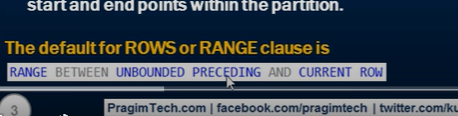 start and end points within the partition.
The default for ROWS or RANGE clause is
RANGE BETWEEN UNBOUNDED PRECEDING AND CURRENT ROW
3
PragimTech.com | facebook.com/pragimtech | twitter.com/ku